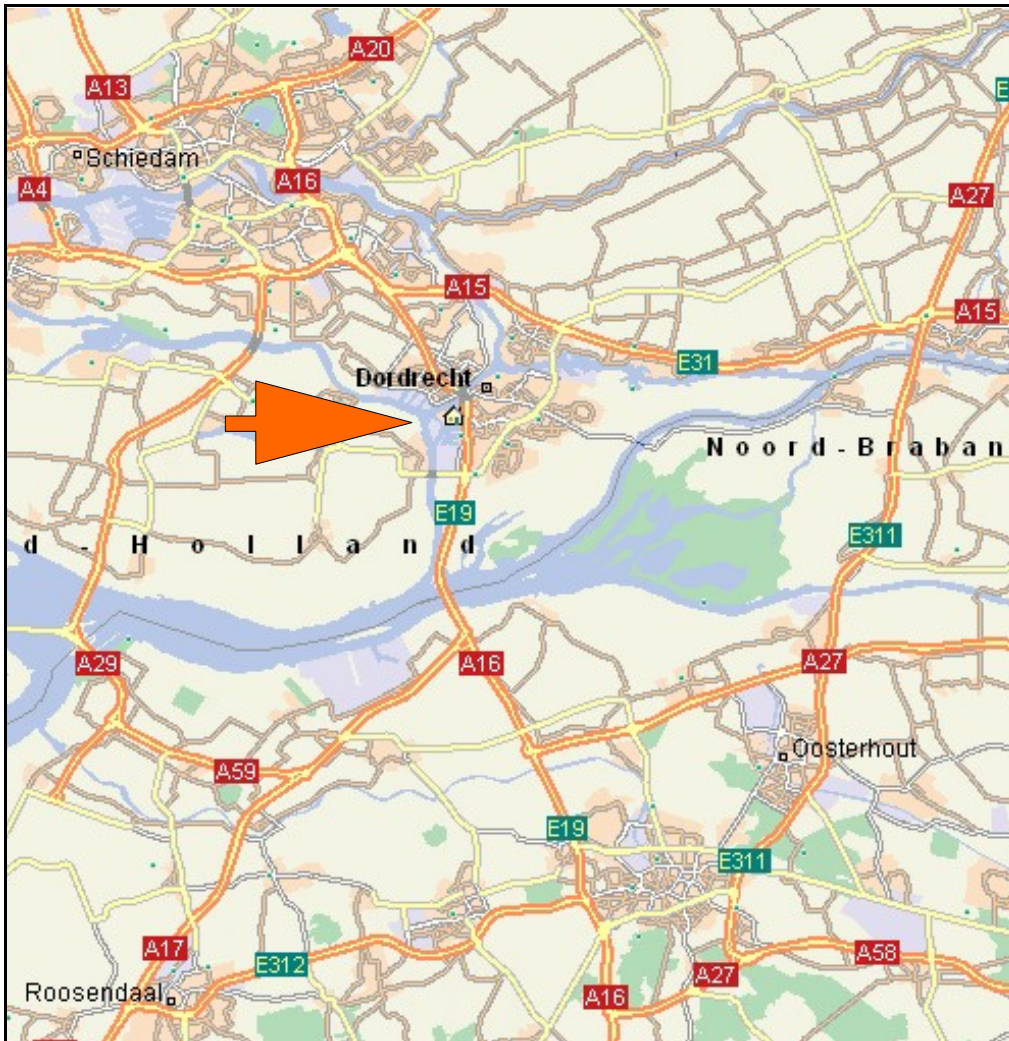 A20
A13
Schiedam
A16
A4
A27
A15
A15
E31
Dordrecht
Noord-Braban
E19
E311
d - Holland
A29
A16
A27
Oosterhout
A59
E19
E311
A17
E312
A58
A27
Roosendaal
A16